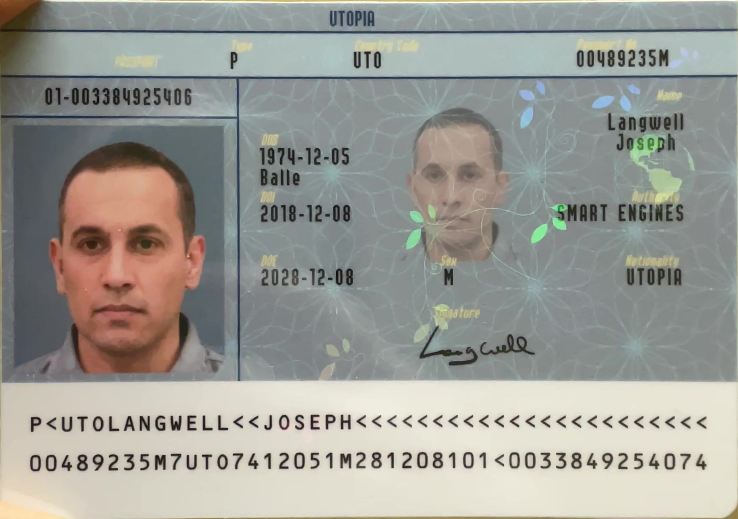 UTOPIA
PASSPORT
Type
P
Country Code
UTO
Passport No
00489235M
01-003384925406
Name
Langwell
Joseph
DOB
1974-12-05
Balle
DOI
2018-12-08
Authority
SMART ENGINES
DOE
2028-12-08
Sex
M
Nationality
UTOPIA
Signature
Langwell
P<UTOLANGWELL<<JOSEPH<<<<<<<<<<<<<<<<<<<<<<<
00489235M7UTO7412051M281208101<0033849254074